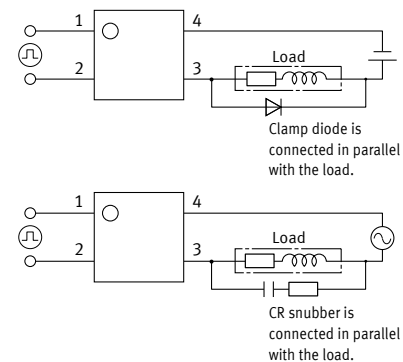 1
4
2
3
Load
Clamp diode is
connected in parallel
with the load.
1
4
2
3
Load
CR snubber is
connected in parallel
with the load.